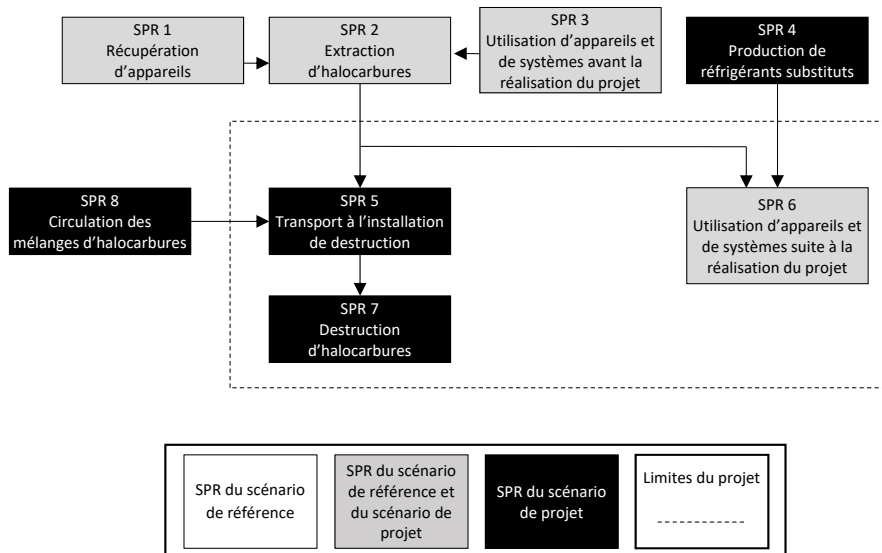 SPR 1
Récupération
d'appareils
SPR 2
Extraction
d'halocarbures
SPR 3
Utilisation d'appareils et
de systèmes avant la
réalisation du projet
SPR 4
Production de
réfrigérants substituts
SPR 8
Circulation des
mélanges d'halocarbures
SPR 5
Transport à l'installation
de destruction
SPR 6
Utilisation d'appareils et
de systèmes suite à la
réalisation du projet
SPR 7
Destruction
d'halocarbures
SPR du scénario
de référence
SPR du scénario
de référence et
du scénario de
projet
SPR du scénario
de projet
Limites du projet